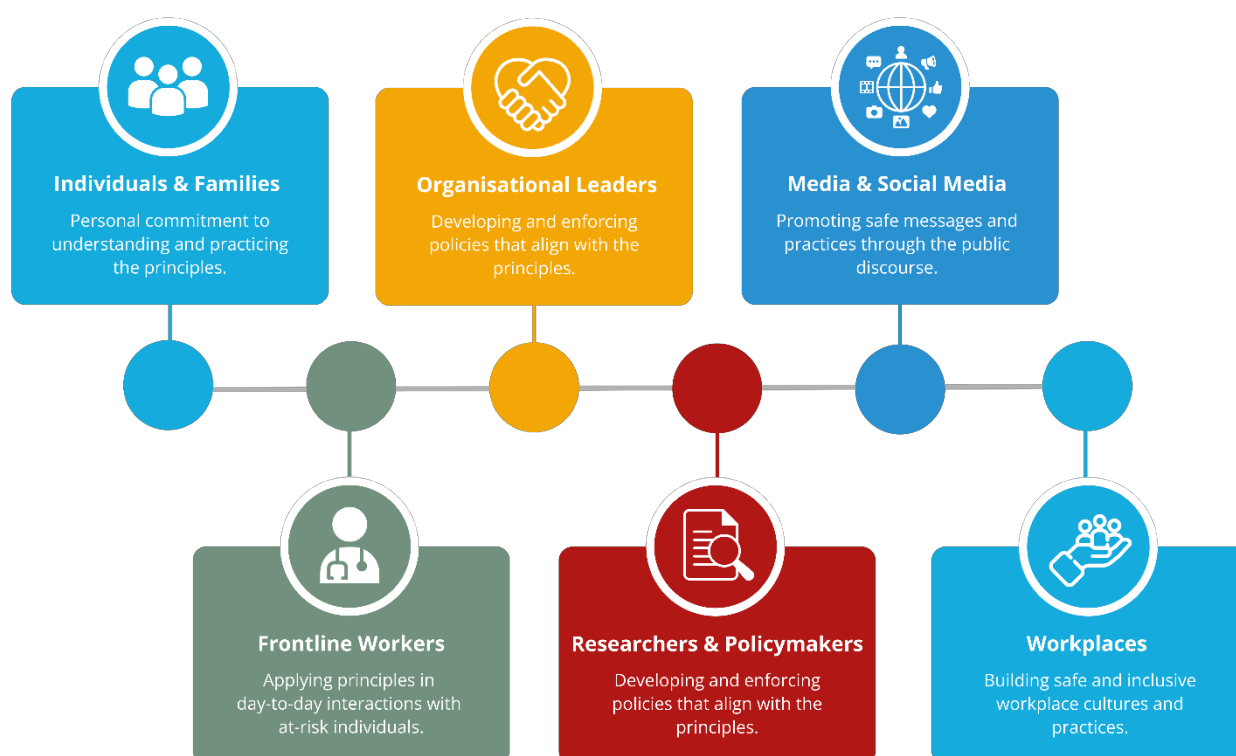 Individuals & Families
Personal commitment to
understanding and practicing
the principles.
Organisational Leaders
Developing and enforcing
policies that align with the
principles.
Media & Social Media
Promoting safe messages and
practices through the public
discourse.
Frontline Workers
Applying principles in
day-to-day interactions with
at-risk individuals.
Researchers & Policymakers
Developing and enforcing
policies that align with the
principles.
Workplaces
Building safe and inclusive
workplace cultures and
practices.